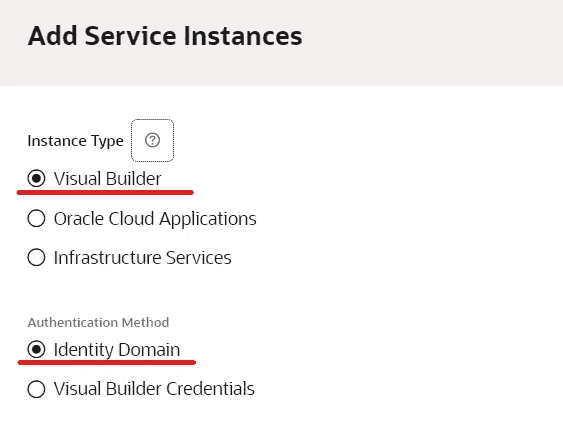 Add Service Instances
Instance Type ?
Visual Builder
Oracle Cloud Applications
Infrastructure Services
Authentication Method
Identity Domain
Visual Builder Credentials